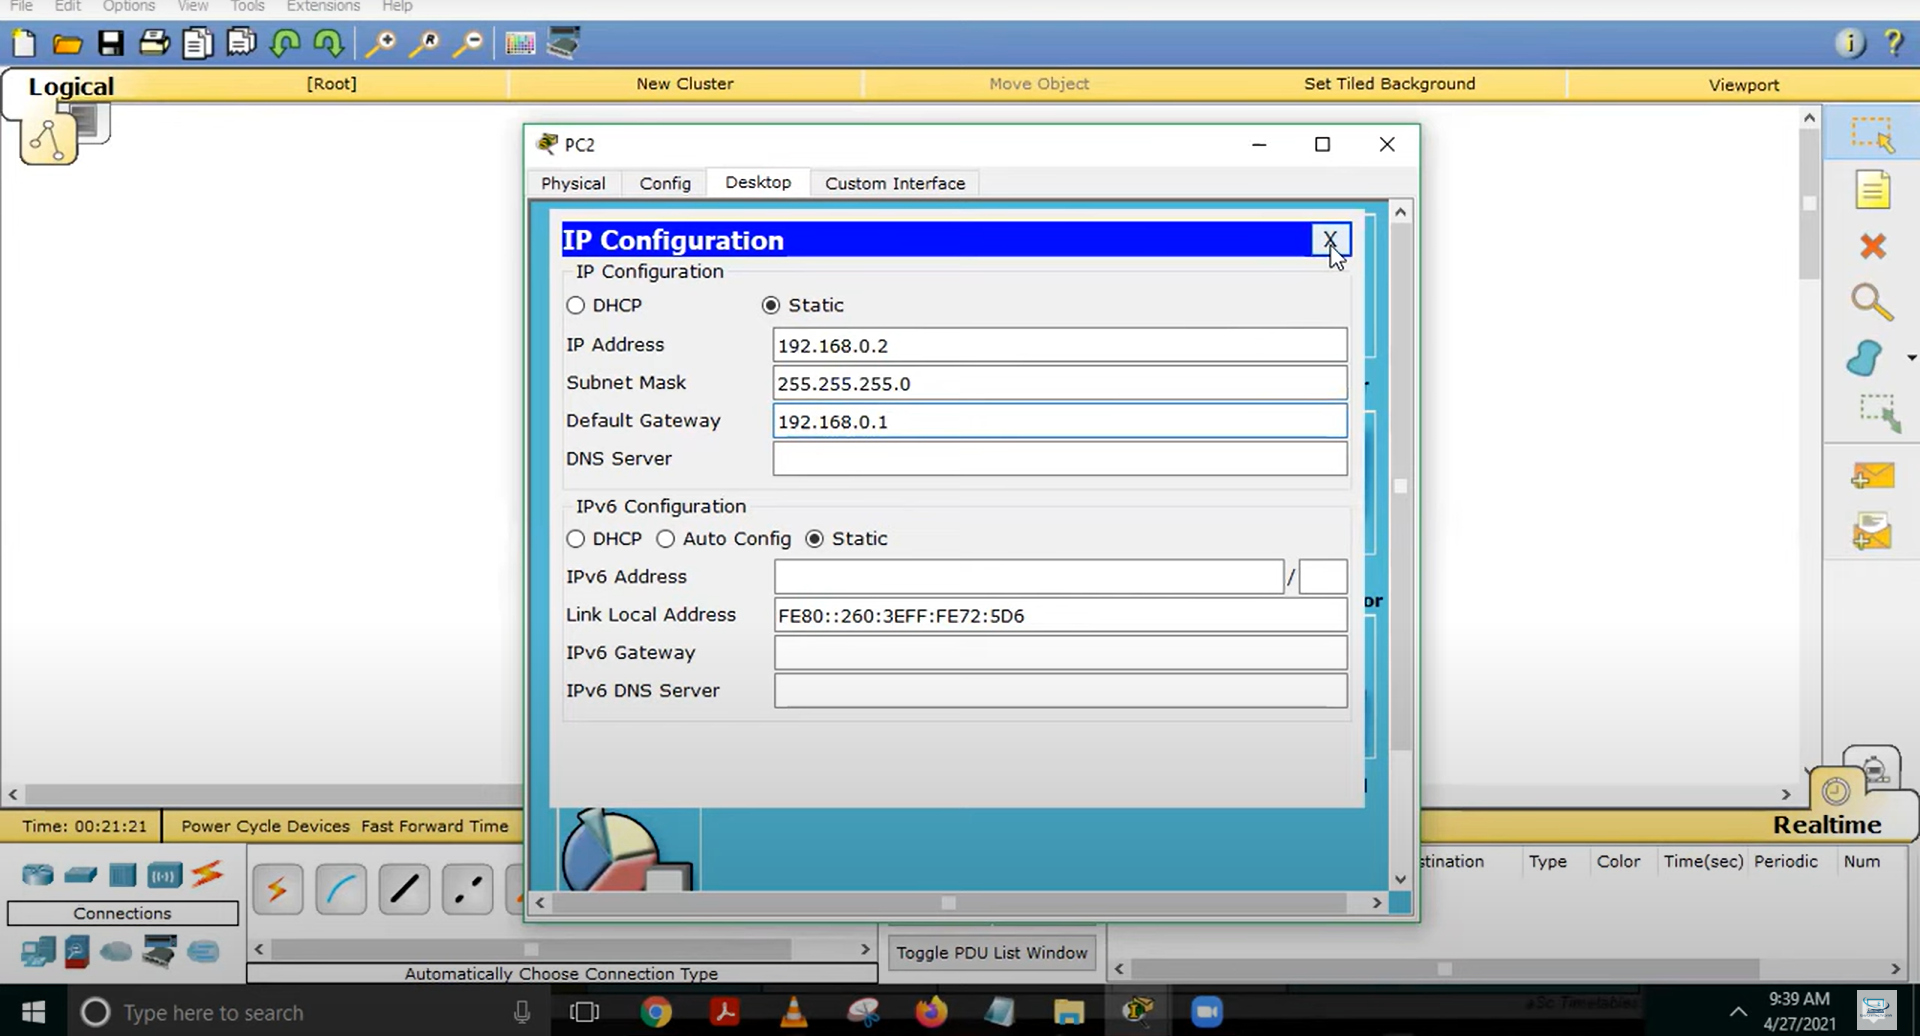 File Edit Options View Tools Extensions Help
Logical [Root] New Cluster Move Object Set Tiled Background Viewport
PC2
Physical Config Desktop Custom Interface
IP Configuration X
IP Configuration
DHCP Static
IP Address 192.168.0.2
Subnet Mask 255.255.255.0
Default Gateway 192.168.0.1
DNS Server
IPv6 Configuration
DHCP Auto Config Static
IPv6 Address /
Link Local Address FE80::260:3EFF:FE72:5D6
or
IPv6 Gateway
IPv6 DNS Server
Time: 00:21:21 Power Cycle Devices Fast Forward Time Realtime
stination Type Color Time(sec) Periodic Num
Connections
Toggle PDU List Window
Automatically Choose Connection Type
Type here to search
aSc Timetables
9:39 AM
4/27/2021